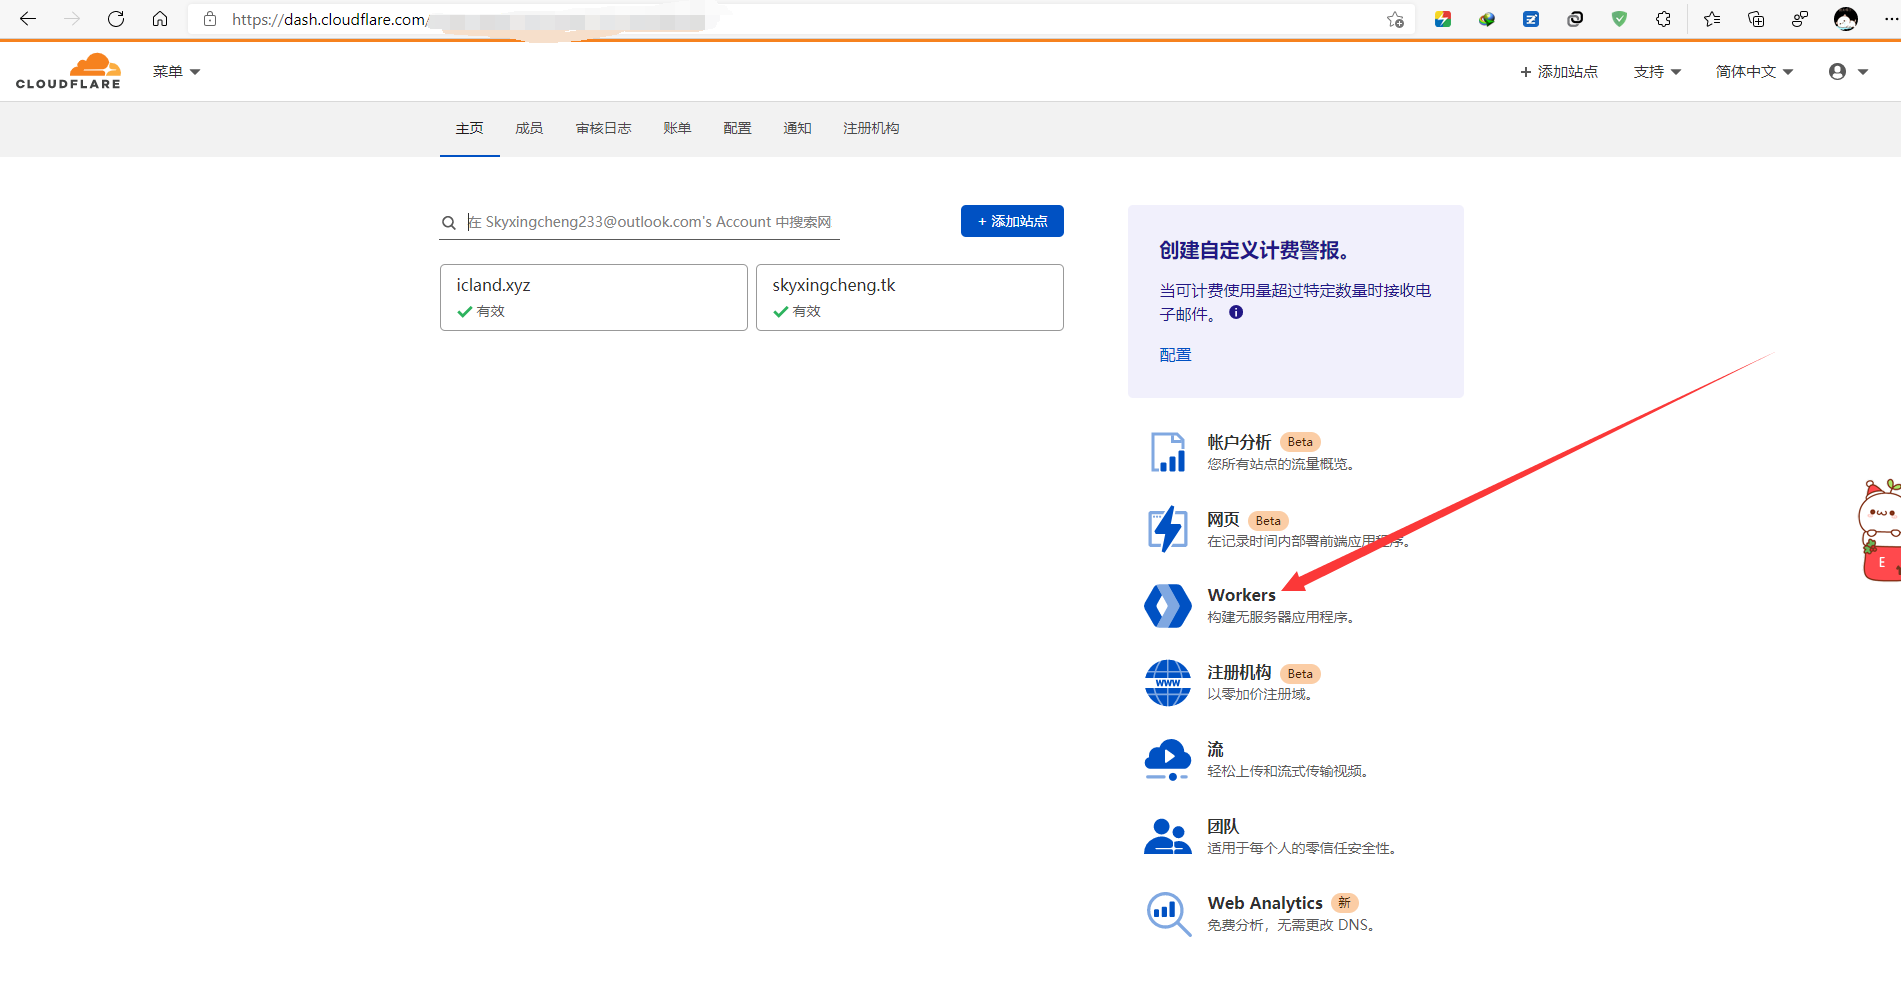 https://dash.cloudflare.com/
CLOUDFLARE
菜单
+ 添加站点
支持
简体中文
主页
成员
审核日志
账单
配置
通知
注册机构
在 Skyxingcheng233@outlook.com's Account 中搜索网
+ 添加站点
icland.xyz
有效
skyxingcheng.tk
有效
创建自定义计费警报。
当可计费使用量超过特定数量时接收电
子邮件。
配置
帐户分析 Beta
您所有站点的流量概览。
网页 Beta
在记录时间内部署前端应用程序。
Workers
构建无服务器应用程序。
WWW
注册机构 Beta
以零加价注册域。
流
轻松上传和流式传输视频。
团队
适用于每个人的零信任安全性。
Web Analytics 新
免费分析，无需更改 DNS。
E